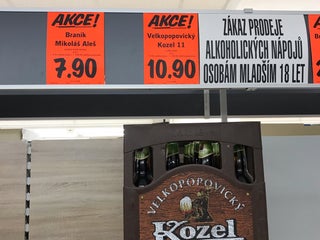 AKCE!
Braník
Mikoláš Aleš
7.90
AKCE!
Velkopopovický
Kozel 11
10.90
ZÁKAZ PRODEJE
ALKOHOLICKÝCH NÁPOJŮ
OSOBÁM MLADŠÍM 18 LET
VELKOPOPOVICKÝ
Kozel